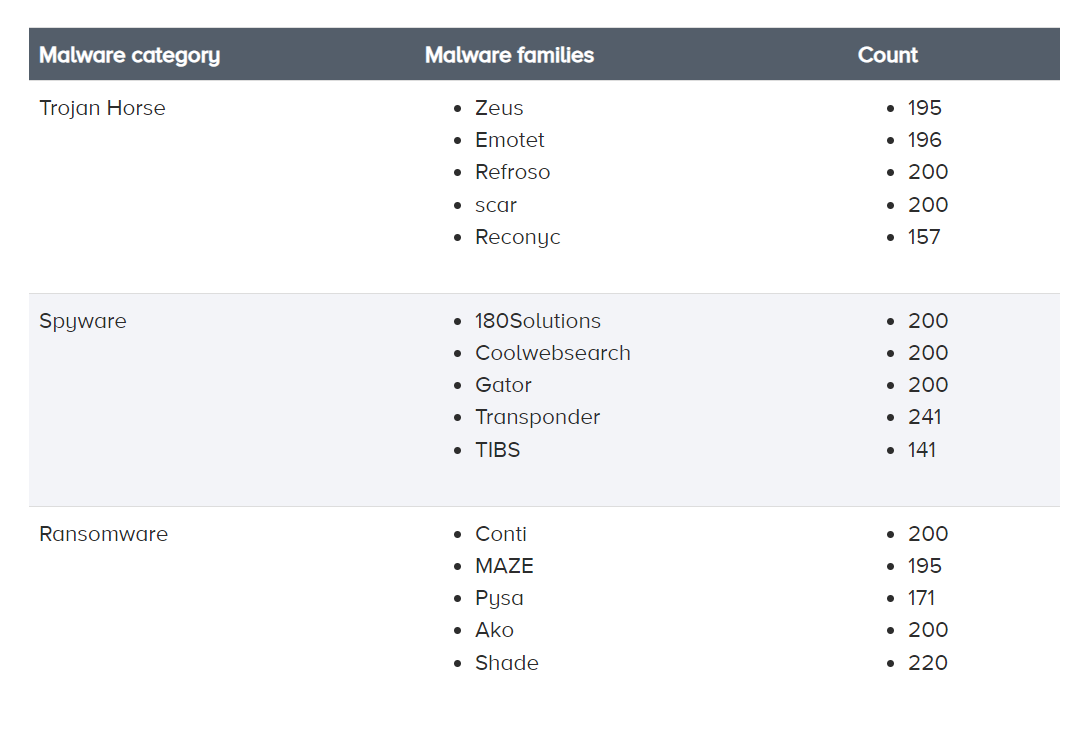 Malware category Malware families Count
Trojan Horse • Zeus • 195
• Emotet • 196
• Refroso • 200
• scar • 200
• Reconyc • 157
Spyware • 180Solutions • 200
• Coolwebsearch • 200
• Gator • 200
• Transponder • 241
• TIBS • 141
Ransomware • Conti • 200
• MAZE • 195
• Pysa • 171
• Ako • 200
• Shade • 220